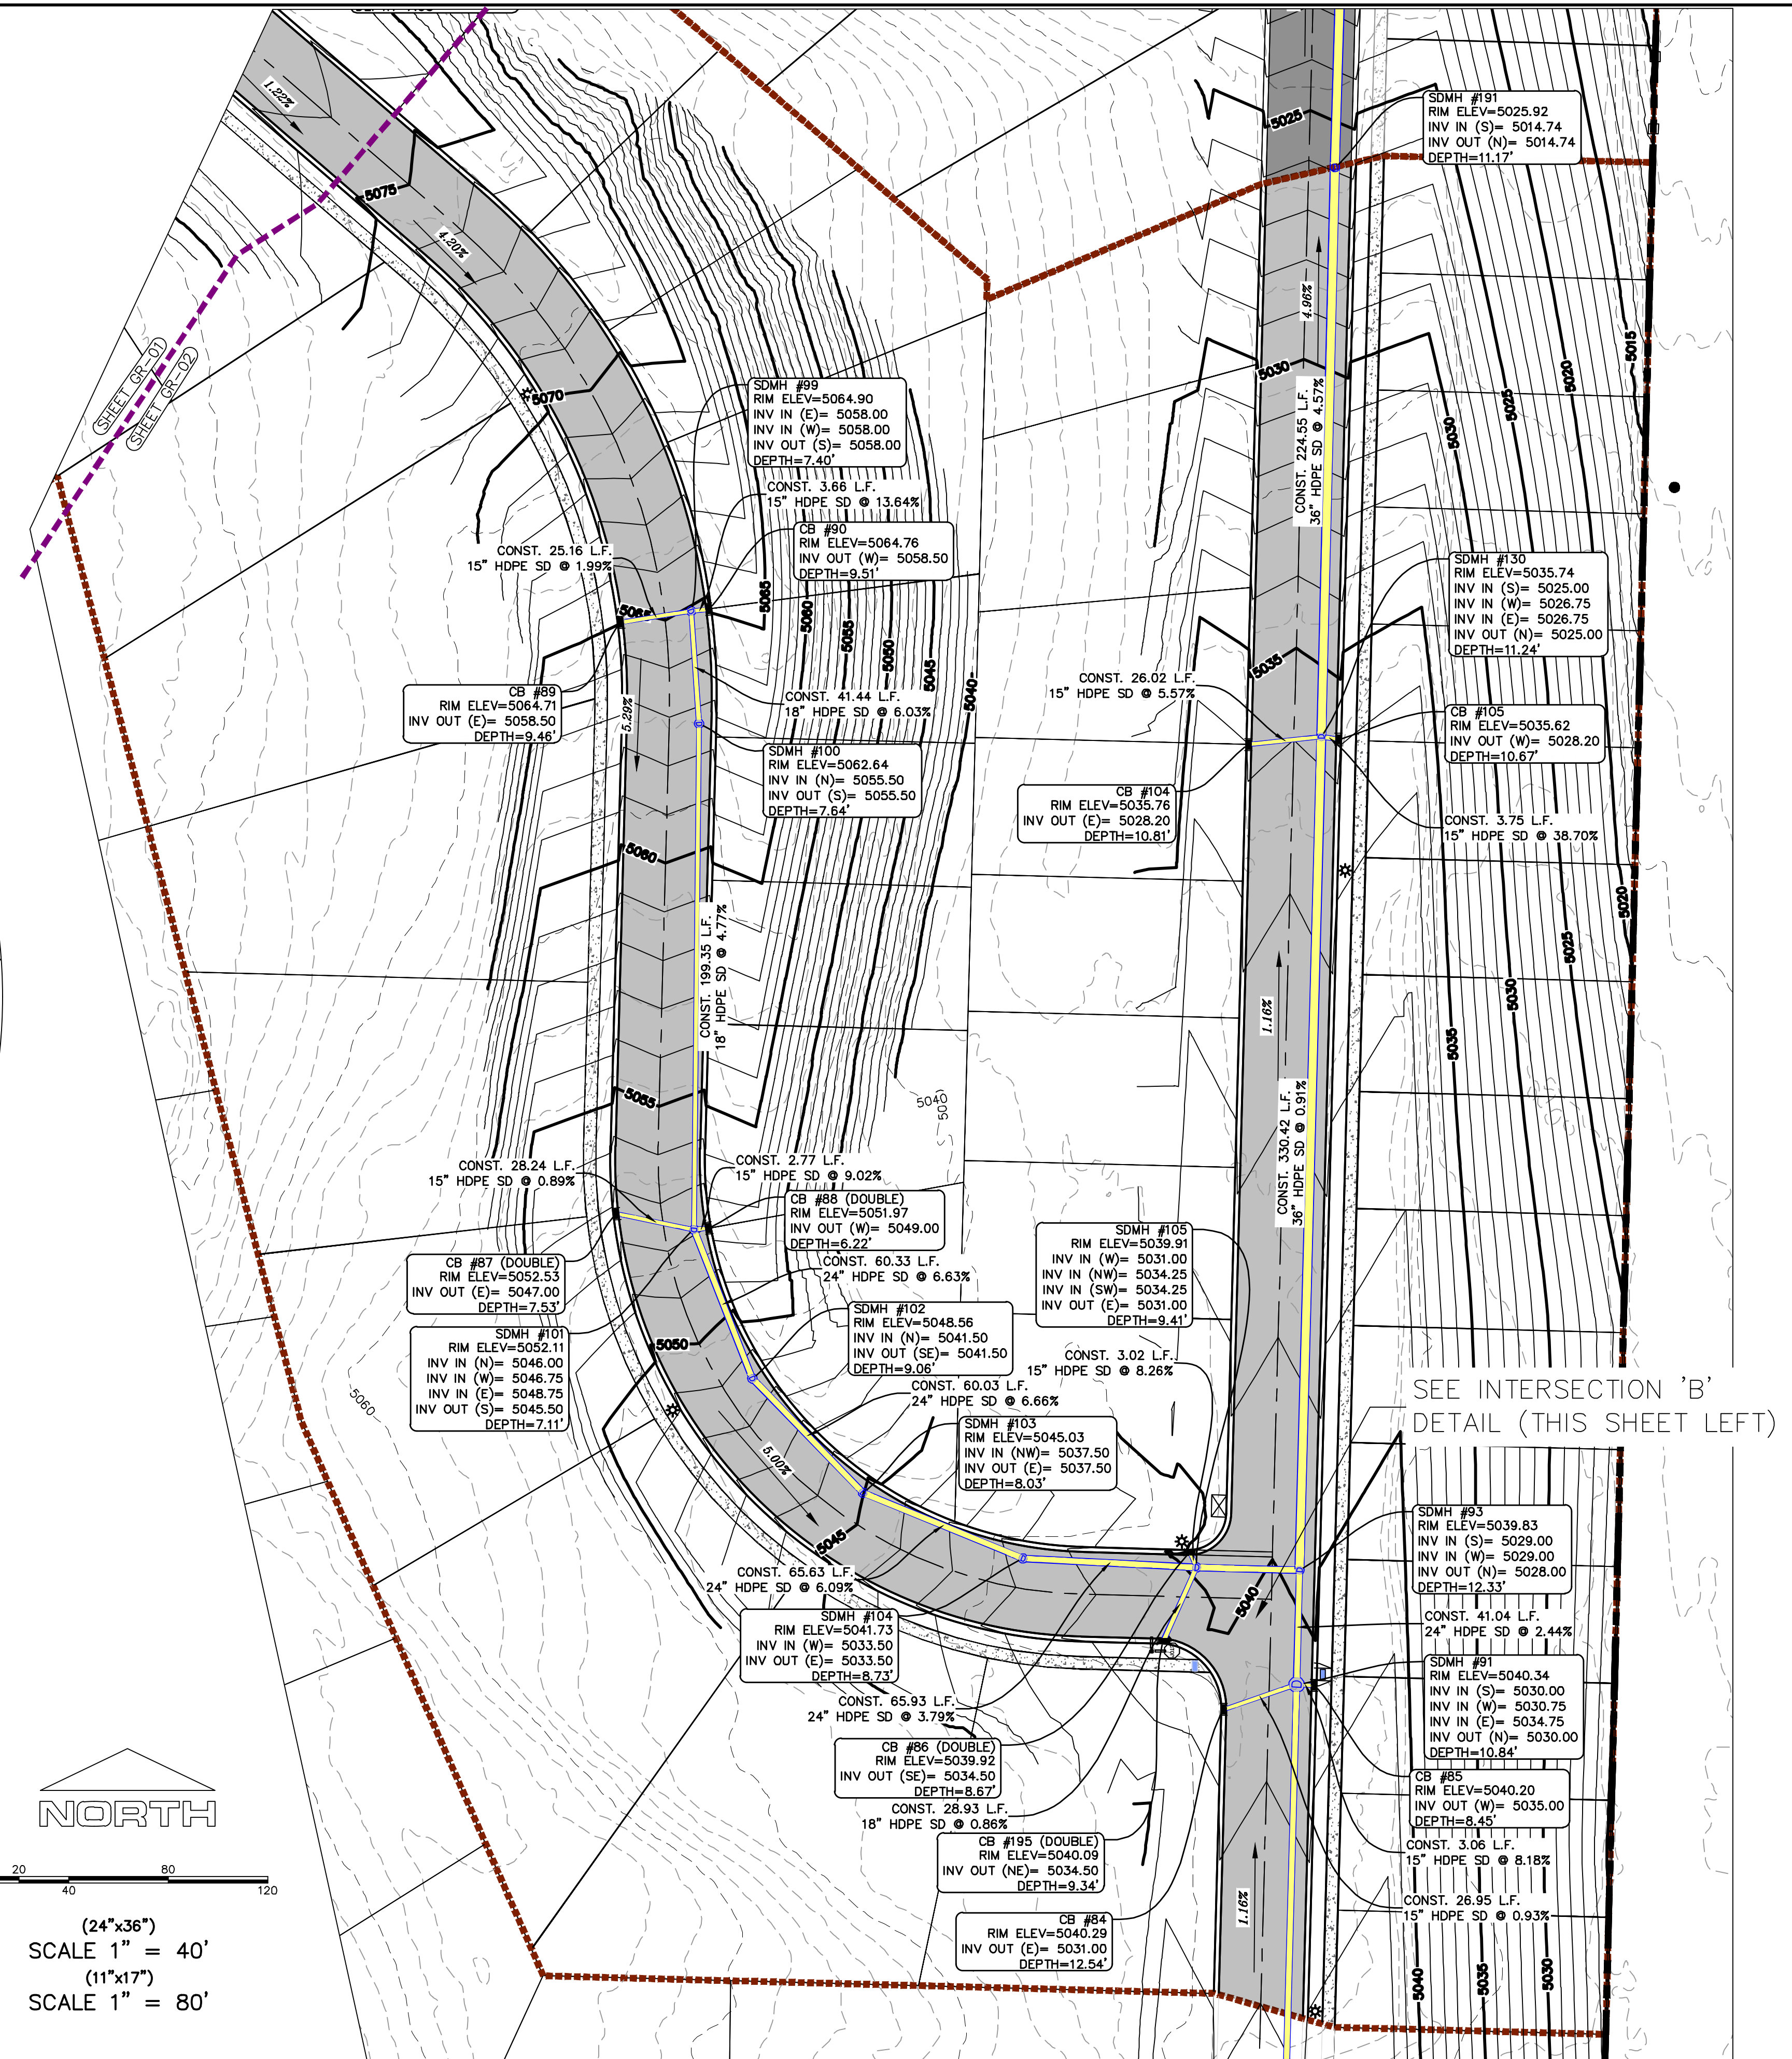 1.22%
5075
4.20%
SHEET GR-01
SHEET GR-02
5070
5025
SDMH #191
RIM ELEV=5025.92
INV IN (S)= 5014.74
INV OUT (N)= 5014.74
DEPTH=11.17'
4.96%
5030
CONST. 224.55 L.F.
36" HDPE SD @ 4.57%
5015
5020
5025
5030
SDMH #99
RIM ELEV=5064.90
INV IN (E)= 5058.00
INV IN (W)= 5058.00
INV OUT (S)= 5058.00
DEPTH=7.40'
CONST. 3.66 L.F.
15" HDPE SD @ 13.64%
CB #90
RIM ELEV=5064.76
INV OUT (W)= 5058.50
DEPTH=9.51'
CONST. 25.16 L.F.
15" HDPE SD @ 1.99%
5065
5065
5060
5055
5050
5045
5040
SDMH #130
RIM ELEV=5035.74
INV IN (S)= 5025.00
INV IN (W)= 5026.75
INV IN (E)= 5026.75
INV OUT (N)= 5025.00
DEPTH=11.24'
5035
CB #89
RIM ELEV=5064.71
INV OUT (E)= 5058.50
DEPTH=9.46'
5.29%
CONST. 41.44 L.F.
18" HDPE SD @ 6.03%
CONST. 26.02 L.F.
15" HDPE SD @ 5.57%
CB #105
RIM ELEV=5035.62
INV OUT (W)= 5028.20
DEPTH=10.67'
SDMH #100
RIM ELEV=5062.64
INV IN (N)= 5055.50
INV OUT (S)= 5055.50
DEPTH=7.64'
CB #104
RIM ELEV=5035.76
INV OUT (E)= 5028.20
DEPTH=10.81'
CONST. 3.75 L.F.
15" HDPE SD @ 38.70%
5060
CONST. 199.35 L.F.
18" HDPE SD @ 4.77%
1.16%
5020
5025
5030
5035
5055
5040
CONST. 330.42 L.F.
36" HDPE SD @ 0.91%
CONST. 28.24 L.F.
15" HDPE SD @ 0.89%
CONST. 2.77 L.F.
15" HDPE SD @ 9.02%
CB #88 (DOUBLE)
RIM ELEV=5051.97
INV OUT (W)= 5049.00
DEPTH=6.22'
CB #87 (DOUBLE)
RIM ELEV=5052.53
INV OUT (E)= 5047.00
DEPTH=7.53'
CONST. 60.33 L.F.
24" HDPE SD @ 6.63%
SDMH #105
RIM ELEV=5039.91
INV IN (W)= 5031.00
INV IN (NW)= 5034.25
INV IN (SW)= 5034.25
INV OUT (E)= 5031.00
DEPTH=9.41'
SDMH #101
RIM ELEV=5052.11
INV IN (N)= 5046.00
INV IN (W)= 5046.75
INV IN (E)= 5048.75
INV OUT (S)= 5045.50
DEPTH=7.11'
5050
SDMH #102
RIM ELEV=5048.56
INV IN (N)= 5041.50
INV OUT (SE)= 5041.50
DEPTH=9.06'
CONST. 3.02 L.F.
15" HDPE SD @ 8.26%
5060
CONST. 60.03 L.F.
24" HDPE SD @ 6.66%
SEE INTERSECTION 'B'
DETAIL (THIS SHEET LEFT)
SDMH #103
RIM ELEV=5045.03
INV IN (NW)= 5037.50
INV OUT (E)= 5037.50
DEPTH=8.03'
5.00%
5045
SDMH #93
RIM ELEV=5039.83
INV IN (S)= 5029.00
INV IN (W)= 5029.00
INV OUT (N)= 5028.00
DEPTH=12.33'
CONST. 65.63 L.F.
24" HDPE SD @ 6.09%
5040
SDMH #104
RIM ELEV=5041.73
INV IN (W)= 5033.50
INV OUT (E)= 5033.50
DEPTH=8.73'
CONST. 41.04 L.F.
24" HDPE SD @ 2.44%
SDMH #91
RIM ELEV=5040.34
INV IN (S)= 5030.00
INV IN (W)= 5030.75
INV IN (E)= 5034.75
INV OUT (N)= 5030.00
DEPTH=10.84'
CONST. 65.93 L.F.
24" HDPE SD @ 3.79%
CB #86 (DOUBLE)
RIM ELEV=5039.92
INV OUT (SE)= 5034.50
DEPTH=8.67'
CB #85
RIM ELEV=5040.20
INV OUT (W)= 5035.00
DEPTH=8.45'
CONST. 28.93 L.F.
18" HDPE SD @ 0.86%
CB #195 (DOUBLE)
RIM ELEV=5040.09
INV OUT (NE)= 5034.50
DEPTH=9.34'
CONST. 3.06 L.F.
15" HDPE SD @ 8.18%
1.16%
CONST. 26.95 L.F.
15" HDPE SD @ 0.93%
CB #84
RIM ELEV=5040.29
INV OUT (E)= 5031.00
DEPTH=12.54'
5040
5035
5030
NORTH
20
80
40
120
(24"x36")
SCALE 1" = 40'
(11"x17")
SCALE 1" = 80'